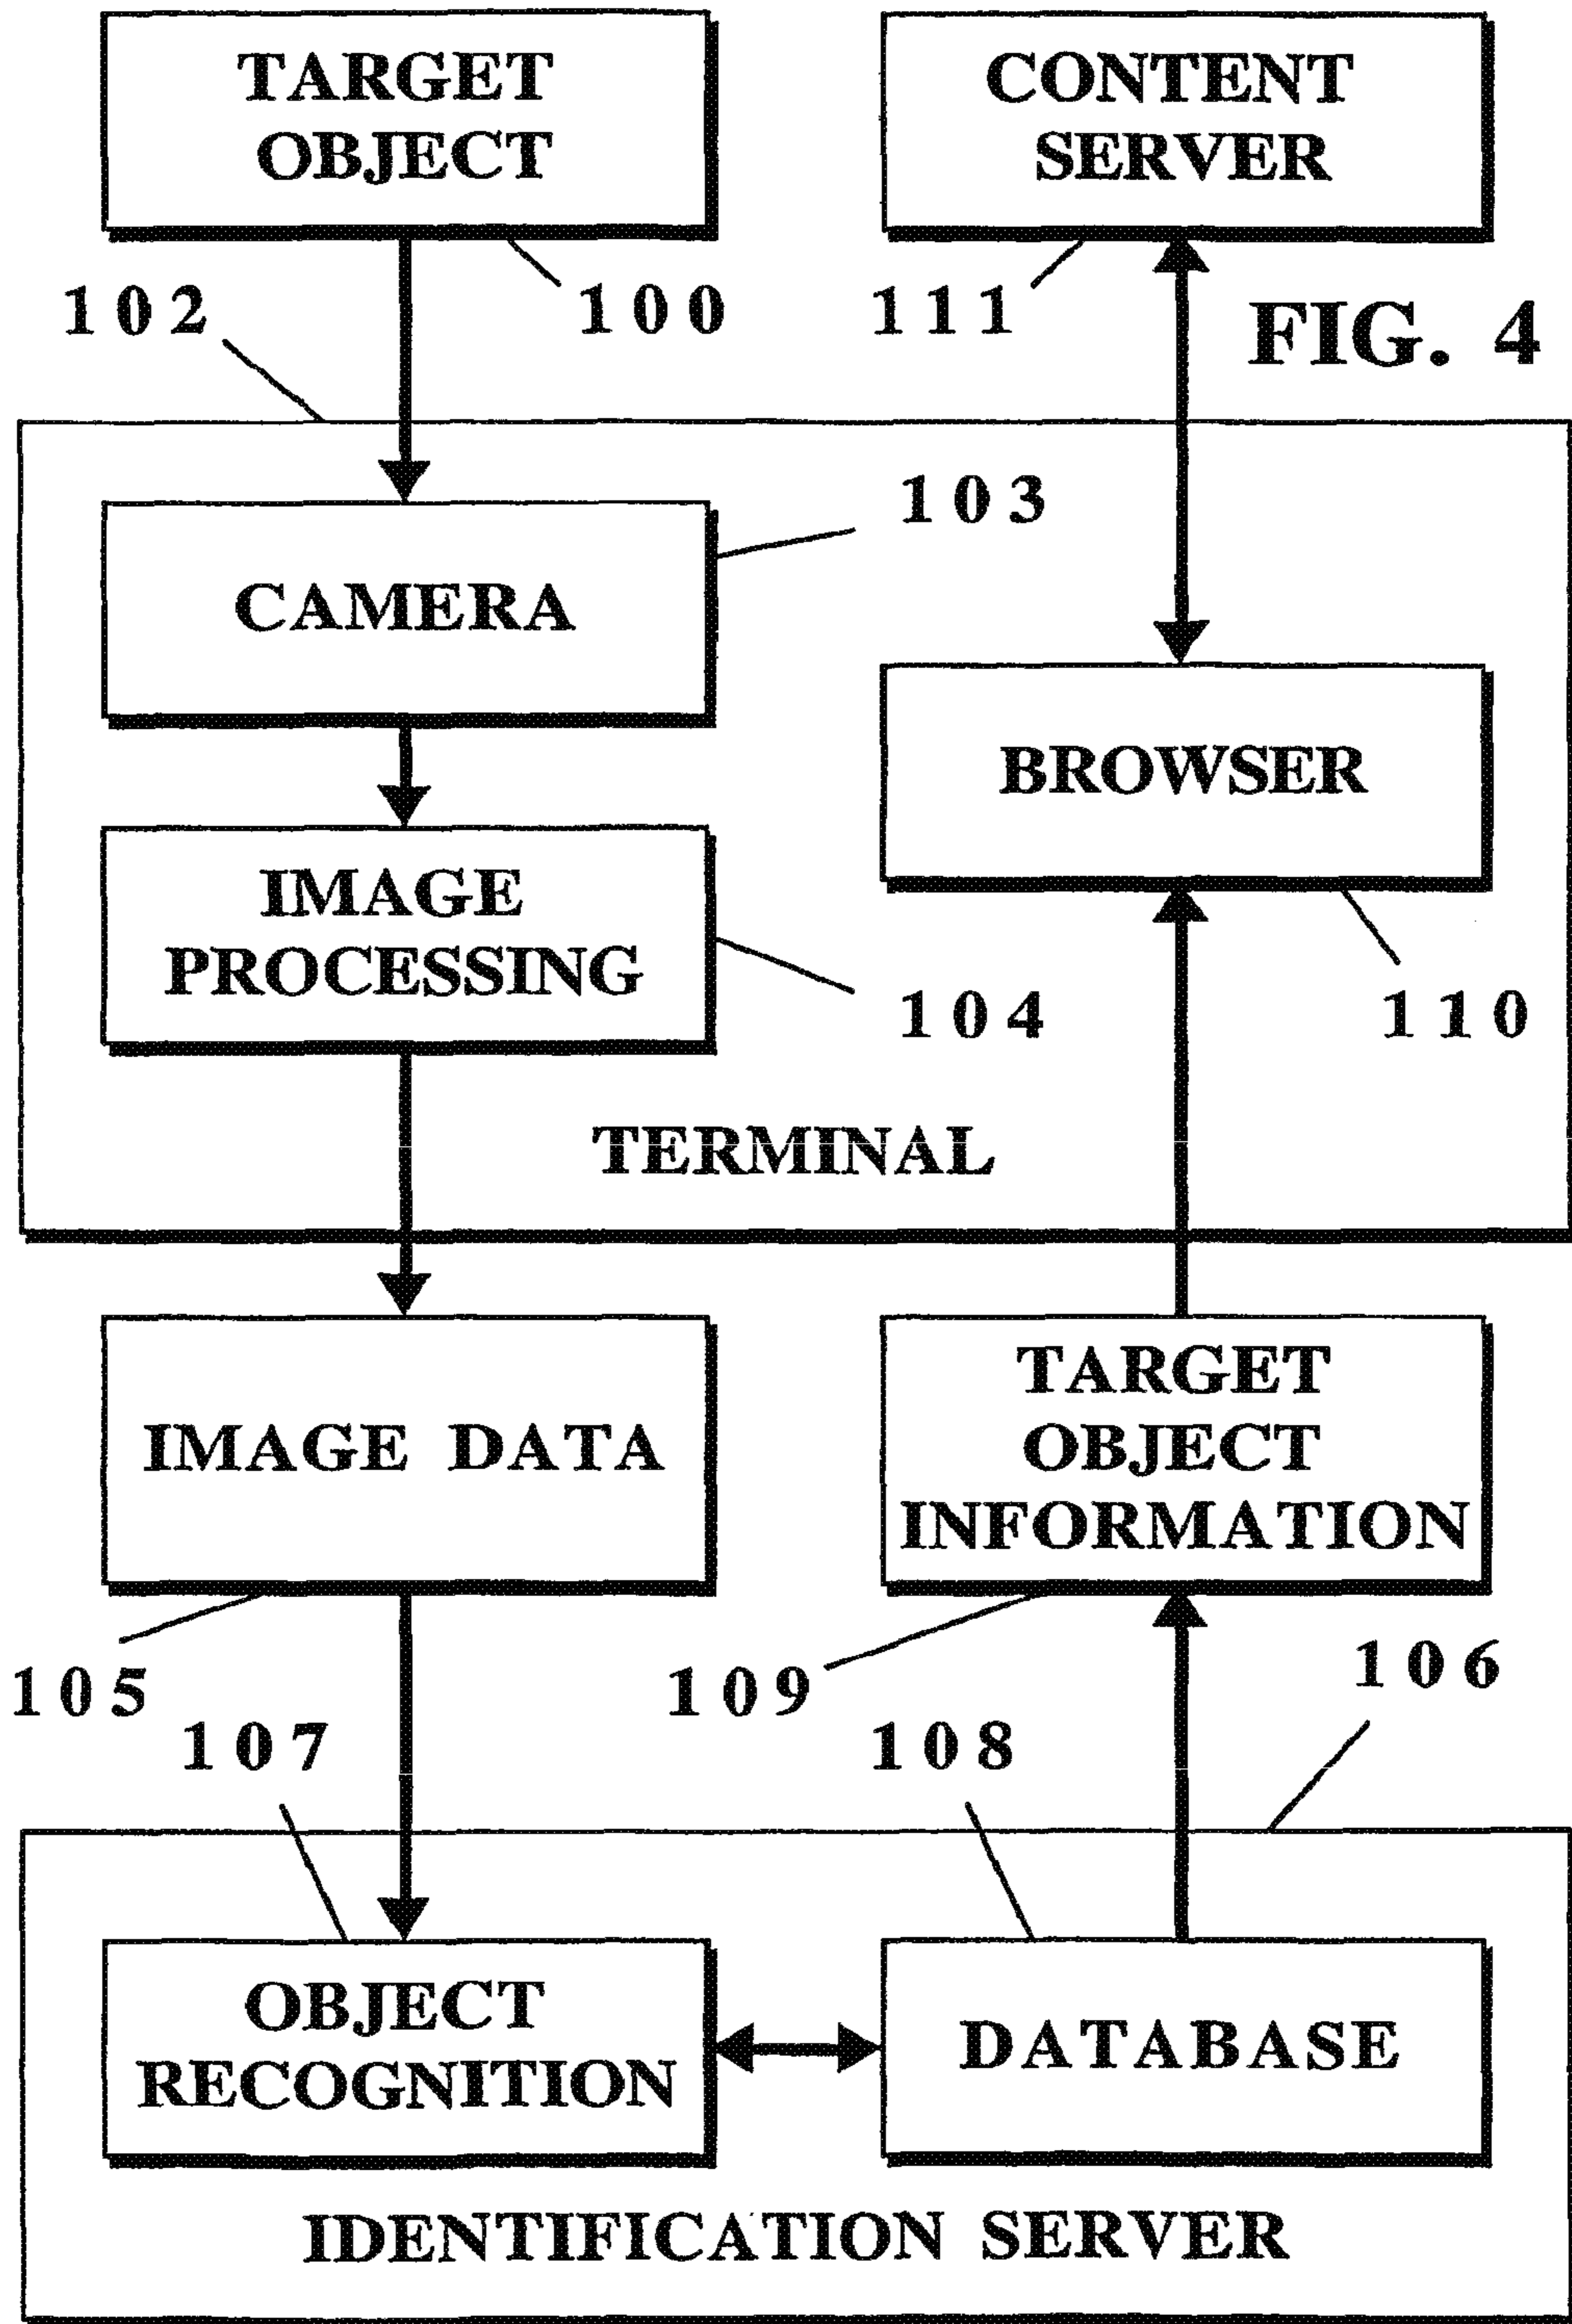 TARGET
OBJECT
CONTENT
SERVER
102
100
111
FIG. 4
103
CAMERA
BROWSER
IMAGE
PROCESSING
104
110
TERMINAL
IMAGE DATA
TARGET
OBJECT
INFORMATION
105
109
106
107
108
OBJECT
RECOGNITION
DATABASE
IDENTIFICATION SERVER